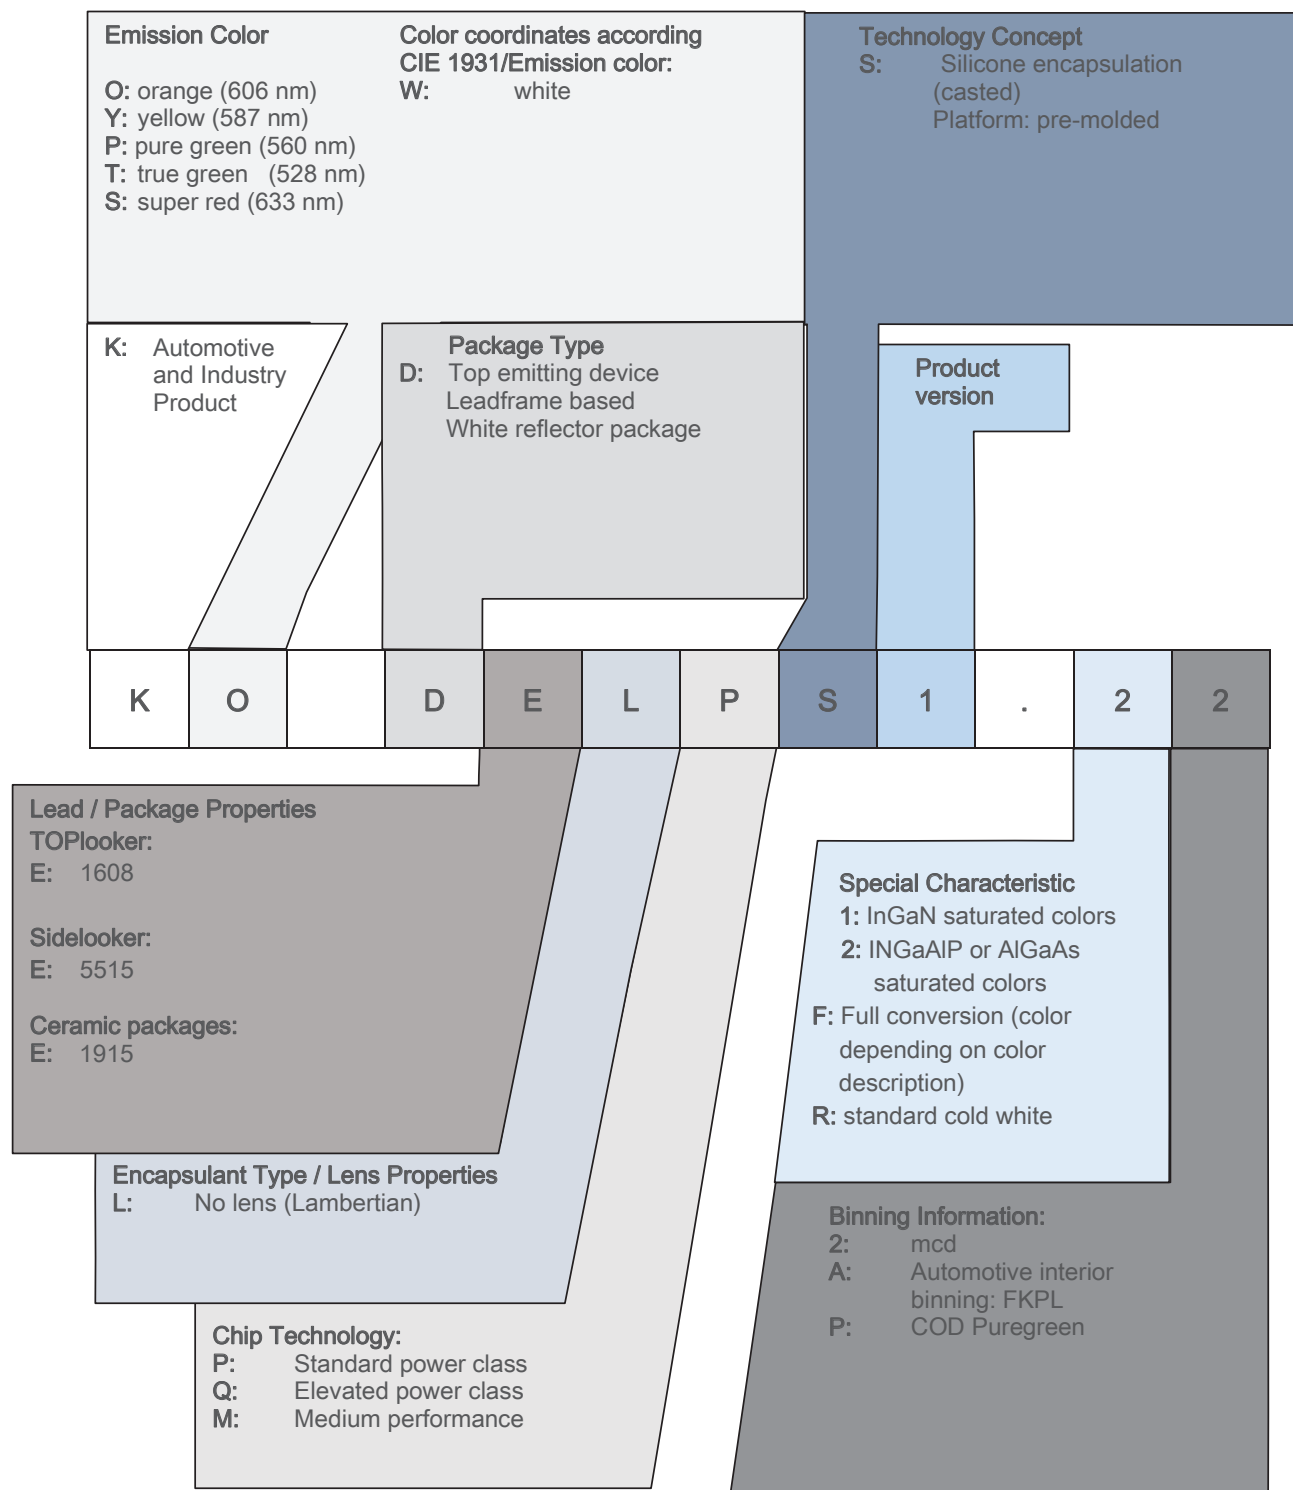 Emission Color
O: orange (606 nm)
Y: yellow (587 nm)
P: pure green (560 nm)
T: true green (528 nm)
S: super red (633 nm)
Color coordinates according
CIE 1931/Emission color:
W: white
Technology Concept
S: Silicone encapsulation
(casted)
Platform: pre-molded
K: Automotive
and Industry
Product
Package Type
D: Top emitting device
Leadframe based
White reflector package
Product
version
K O D E L P S 1 . 2 2
Lead / Package Properties
TOPlooker:
E: 1608
Sidelooker:
E: 5515
Ceramic packages:
E: 1915
Encapsulant Type / Lens Properties
L: No lens (Lambertian)
Chip Technology:
P: Standard power class
Q: Elevated power class
M: Medium performance
Special Characteristic
1: InGaN saturated colors
2: INGaAlP or AlGaAs
saturated colors
F: Full conversion (color
depending on color
description)
R: standard cold white
Binning Information:
2: mcd
A: Automotive interior
binning: FKPL
P: COD Puregreen